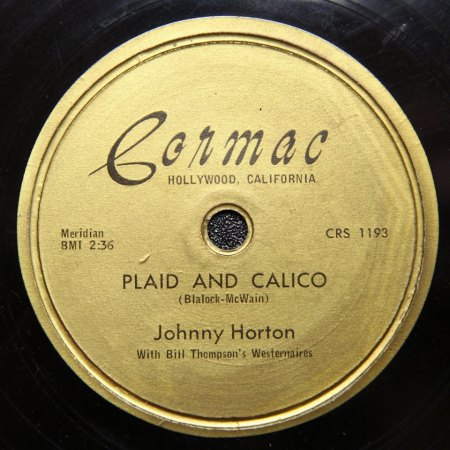 Cormac
HOLLYWOOD, CALIFORNIA
Meridian
BMI 2:36
CRS 1193
PLAID AND CALICO
(Blalock-McWain)
Johnny Horton
With Bill Thompson's Westernaires